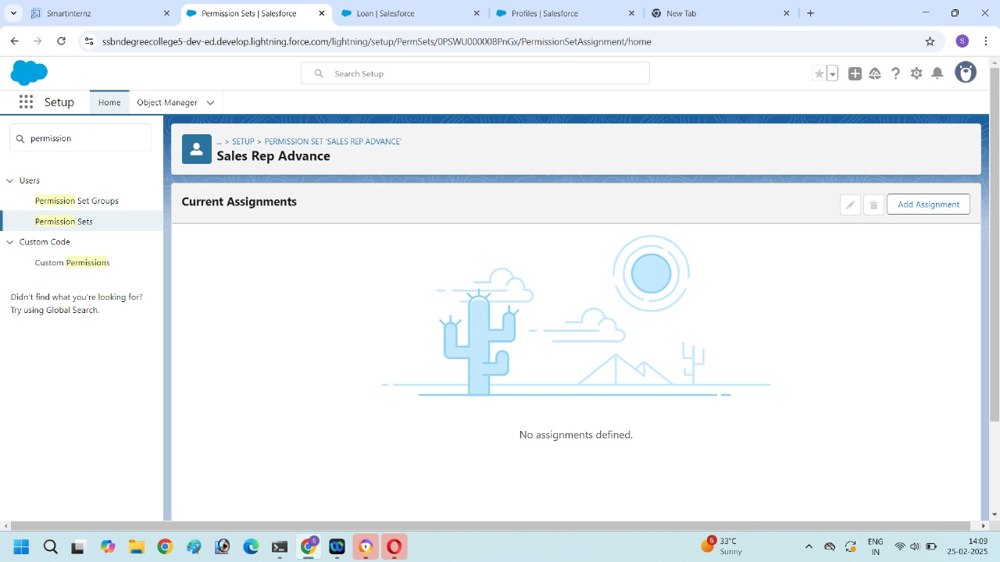 Smartinternz
Permission Sets | Salesforce
Loan | Salesforce
Profiles | Salesforce
New Tab
ssbndegreecollege5-dev-ed.develop.lightning.force.com/lightning/setup/PermSets/0PSWU00000BPnGx/PermissionSetAssignment/home
S
Search Setup
Setup
Home
Object Manager
permission
Users
Permission Set Groups
Permission Sets
Custom Code
Custom Permissions
Didn't find what you're looking for?
Try using Global Search.
... > SETUP > PERMISSION SET 'SALES REP ADVANCE'
Sales Rep Advance
Current Assignments
Add Assignment
No assignments defined.
S
6
33°C
Sunny
ENG
IN
14:09
25-02-2025